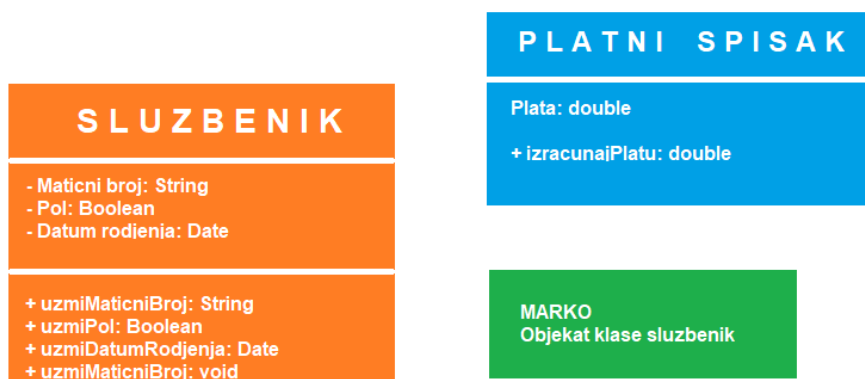 SLUZBENIK
- Maticni broj: String
- Pol: Boolean
- Datum rodjenja: Date
+ uzmiMaticniBroj: String
+ uzmiPol: Boolean
+ uzmiDatumRodjenja: Date
+ uzmiMaticniBroj: void
PLATNI SPISAK
Plata: double
+ izracunajPlatu: double
MARKO
Objekat klase sluzbenik